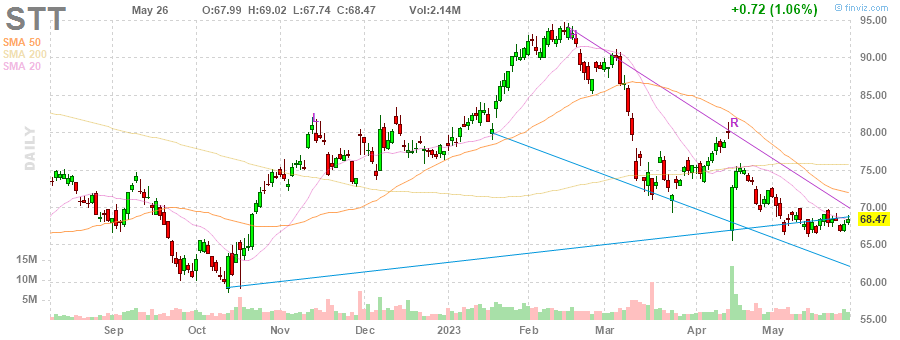 STT May 26 O:67.99 H:69.02 L:67.74 C:68.47 Vol:2.14M +0.72 (1.06%) © finviz.com
SMA 50
SMA 200
SMA 20
DAILY
L
R
95.00
90.00
85.00
80.00
75.00
70.00
68.47
65.00
60.00
55.00
15M
10M
5M
Sep Oct Nov Dec 2023 Feb Mar Apr May